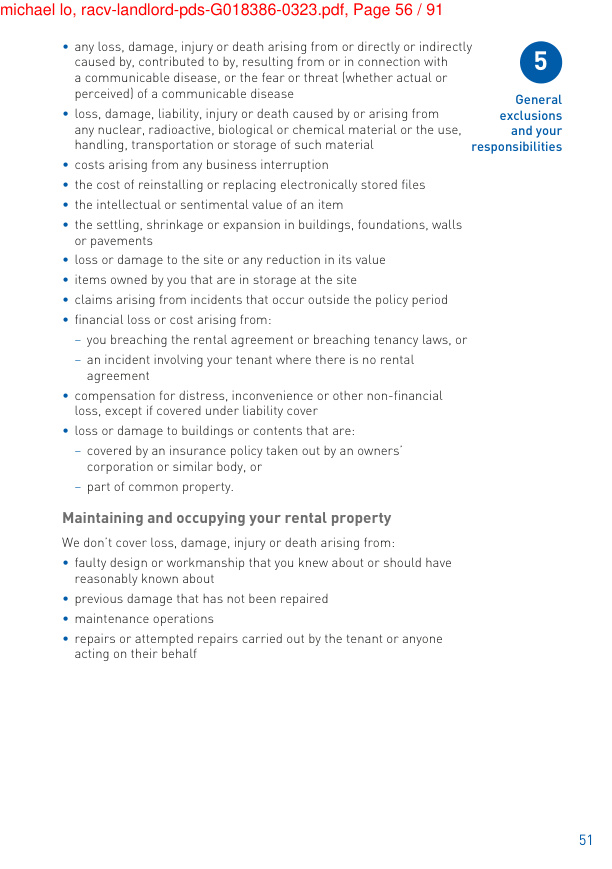 michael lo, racv-landlord-pds-G018386-0323.pdf, Page 56 / 91
• any loss, damage, injury or death arising from or directly or indirectly
caused by, contributed to by, resulting from or in connection with
a communicable disease, or the fear or threat (whether actual or
perceived) of a communicable disease
• loss, damage, liability, injury or death caused by or arising from
any nuclear, radioactive, biological or chemical material or the use,
handling, transportation or storage of such material
• costs arising from any business interruption
• the cost of reinstalling or replacing electronically stored files
• the intellectual or sentimental value of an item
• the settling, shrinkage or expansion in buildings, foundations, walls
or pavements
• loss or damage to the site or any reduction in its value
• items owned by you that are in storage at the site
• claims arising from incidents that occur outside the policy period
• financial loss or cost arising from:
– you breaching the rental agreement or breaching tenancy laws, or
– an incident involving your tenant where there is no rental
agreement
• compensation for distress, inconvenience or other non-financial
loss, except if covered under liability cover
• loss or damage to buildings or contents that are:
– covered by an insurance policy taken out by an owners'
corporation or similar body, or
– part of common property.
Maintaining and occupying your rental property
We don't cover loss, damage, injury or death arising from:
• faulty design or workmanship that you knew about or should have
reasonably known about
• previous damage that has not been repaired
• maintenance operations
• repairs or attempted repairs carried out by the tenant or anyone
acting on their behalf
5
General
exclusions
and your
responsibilities
51